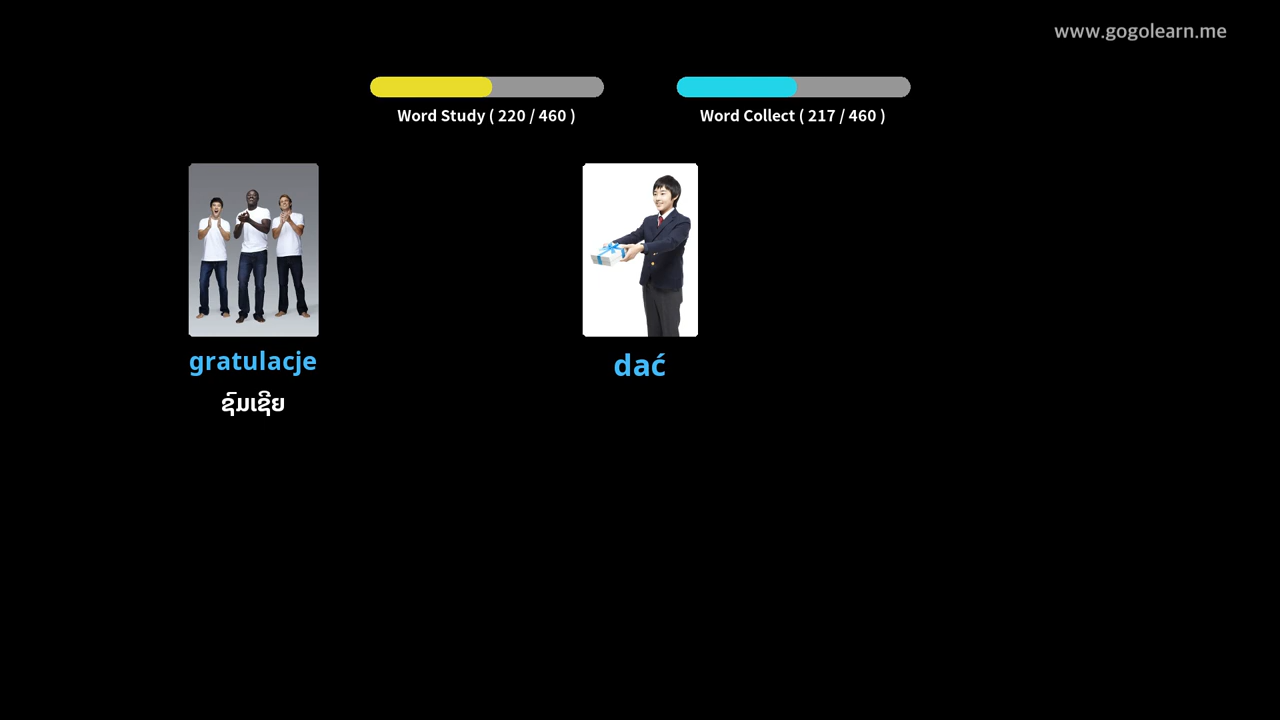 www.gogolearn.me
Word Study ( 220 / 460 )
Word Collect ( 217 / 460 )
gratulacje
dać
ຊົມເຊີຍ